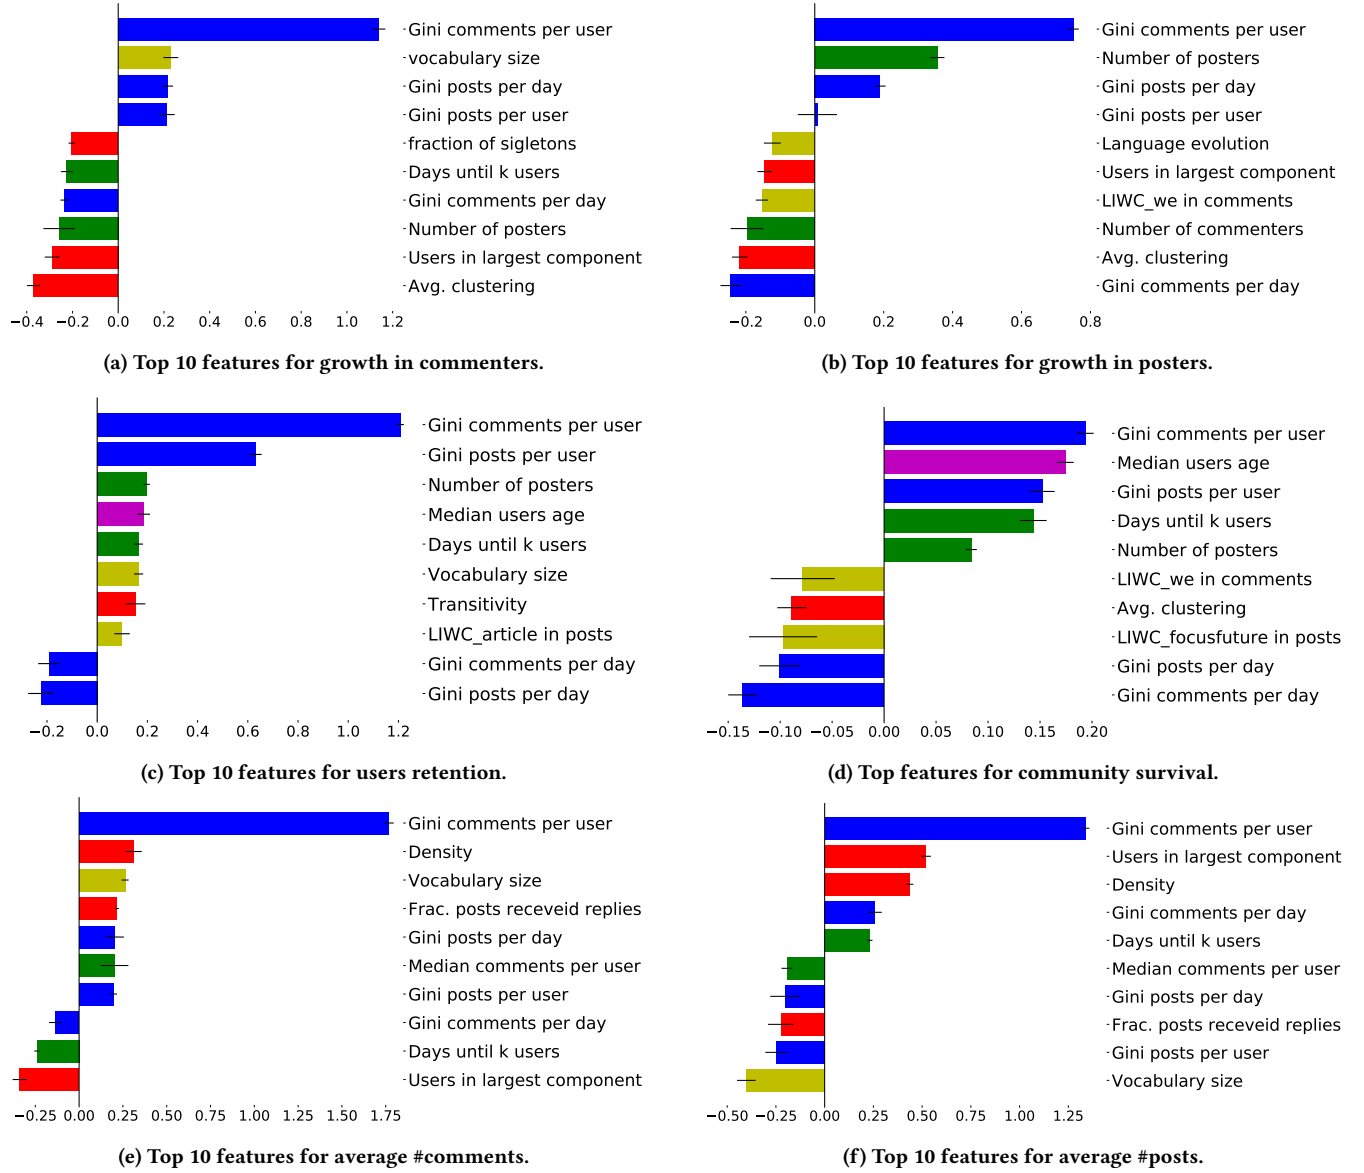 Gini comments per user
vocabulary size
Gini posts per day
Gini posts per user
fraction of sigletons
Days until k users
Gini comments per day
Number of posters
Users in largest component
Avg. clustering
−0.4 −0.2 0.0 0.2 0.4 0.6 0.8 1.0 1.2
(a) Top 10 features for growth in commenters.
Gini comments per user
Number of posters
Gini posts per day
Gini posts per user
Language evolution
Users in largest component
LIWC_we in comments
Number of commenters
Avg. clustering
Gini comments per day
−0.2 0.0 0.2 0.4 0.6 0.8
(b) Top 10 features for growth in posters.
Gini comments per user
Gini posts per user
Number of posters
Median users age
Days until k users
Vocabulary size
Transitivity
LIWC_article in posts
Gini comments per day
Gini posts per day
−0.2 0.0 0.2 0.4 0.6 0.8 1.0 1.2
(c) Top 10 features for users retention.
Gini comments per user
Median users age
Gini posts per user
Days until k users
Number of posters
LIWC_we in comments
Avg. clustering
LIWC_focusfuture in posts
Gini posts per day
Gini comments per day
−0.15 −0.10 −0.05 0.00 0.05 0.10 0.15 0.20
(d) Top features for community survival.
Gini comments per user
Density
Vocabulary size
Frac. posts receveid replies
Gini posts per day
Median comments per user
Gini posts per user
Gini comments per day
Days until k users
Users in largest component
−0.25 0.00 0.25 0.50 0.75 1.00 1.25 1.50 1.75
(e) Top 10 features for average #comments.
Gini comments per user
Users in largest component
Density
Gini comments per day
Days until k users
Median comments per user
Gini posts per day
Frac. posts receveid replies
Gini posts per user
Vocabulary size
−0.50 −0.25 0.00 0.25 0.50 0.75 1.00 1.25
(f) Top 10 features for average #posts.